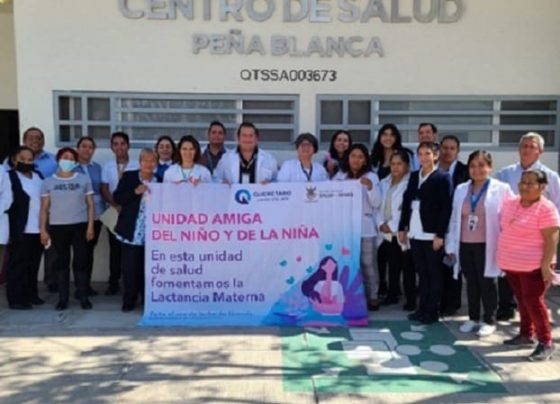 CENTRO DE SALUD
PEÑA BLANCA
QTSSA003673
QUERÉTARO
UNIDAD AMIGA
DEL NIÑO Y DE LA NIÑA
En esta unidad
de salud
fomentamos la
Lactancia Materna